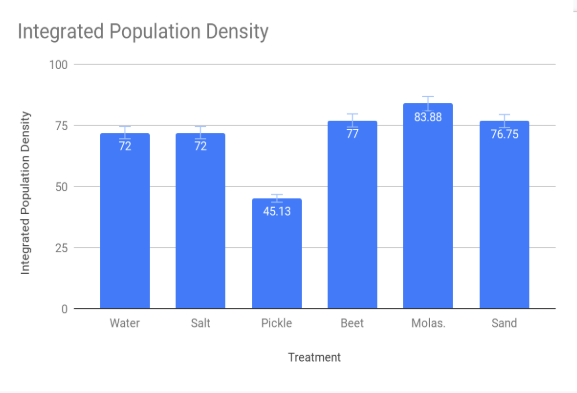 Integrated Population Density
Integrated Population Density
100
75
50
25
0
72
72
45.13
77
83.88
76.75
Water
Salt
Pickle
Beet
Molas.
Sand
Treatment